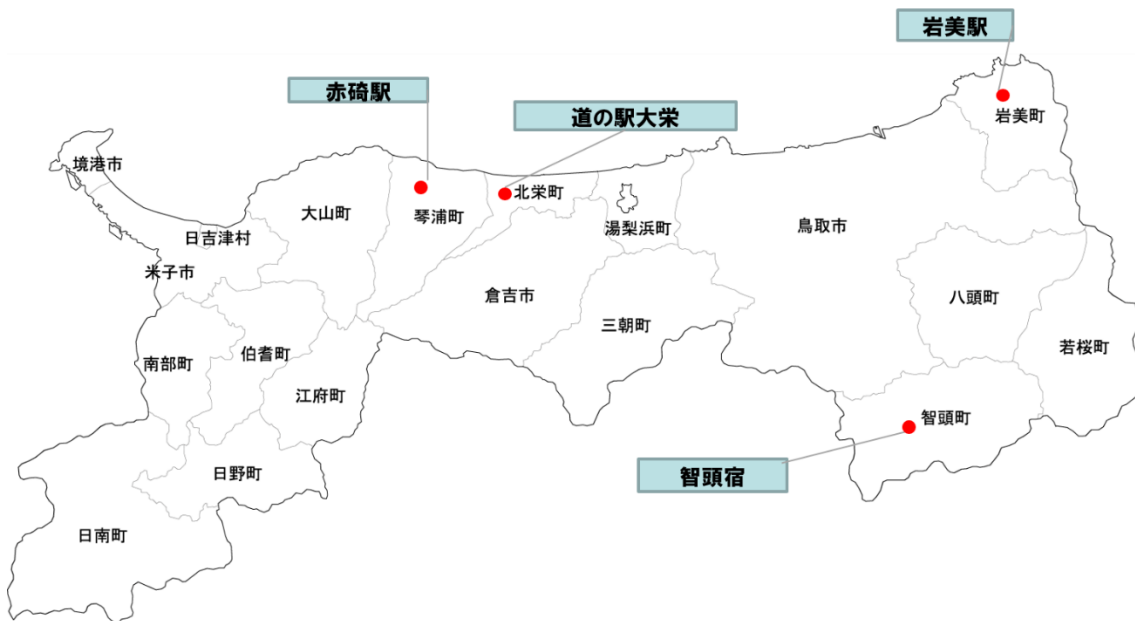 岩美駅
赤碕駅
道の駅大栄
岩美町
境港市
北栄町
大山町
琴浦町
湯梨浜町
鳥取市
日吉津村
米子市
倉吉市
八頭町
三朝町
若桜町
伯耆町
南部町
江府町
智頭町
日野町
智頭宿
日南町